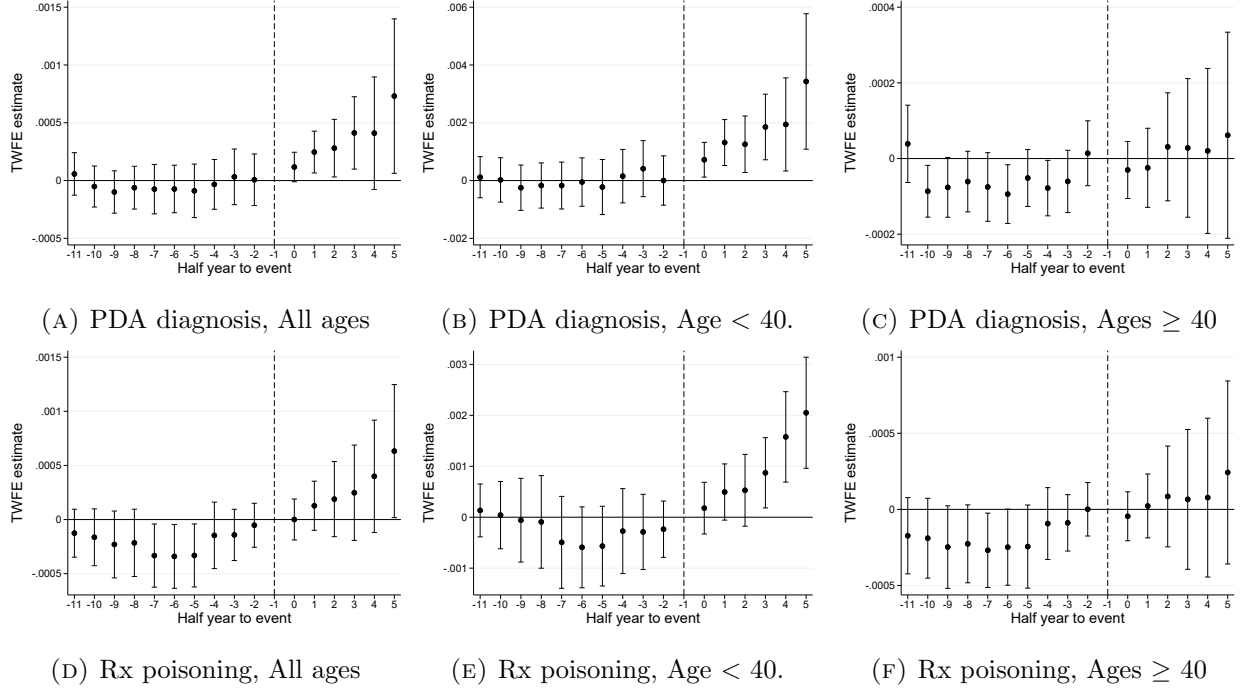 .0015
.001
.0005
0
-.0005
TWFE estimate
-11 -10 -9 -8 -7 -6 -5 -4 -3 -2 -1 0 1 2 3 4 5
Half year to event
(A) PDA diagnosis, All ages
.006
.004
.002
0
-.002
TWFE estimate
-11 -10 -9 -8 -7 -6 -5 -4 -3 -2 -1 0 1 2 3 4 5
Half year to event
(B) PDA diagnosis, Age < 40.
.0004
.0002
0
-.0002
TWFE estimate
-11 -10 -9 -8 -7 -6 -5 -4 -3 -2 -1 0 1 2 3 4 5
Half year to event
(C) PDA diagnosis, Ages ≥ 40
.0015
.001
.0005
0
-.0005
TWFE estimate
-11 -10 -9 -8 -7 -6 -5 -4 -3 -2 -1 0 1 2 3 4 5
Half year to event
(D) Rx poisoning, All ages
.003
.002
.001
0
-.001
TWFE estimate
-11 -10 -9 -8 -7 -6 -5 -4 -3 -2 -1 0 1 2 3 4 5
Half year to event
(E) Rx poisoning, Age < 40.
.001
.0005
0
-.0005
TWFE estimate
-11 -10 -9 -8 -7 -6 -5 -4 -3 -2 -1 0 1 2 3 4 5
Half year to event
(F) Rx poisoning, Ages ≥ 40